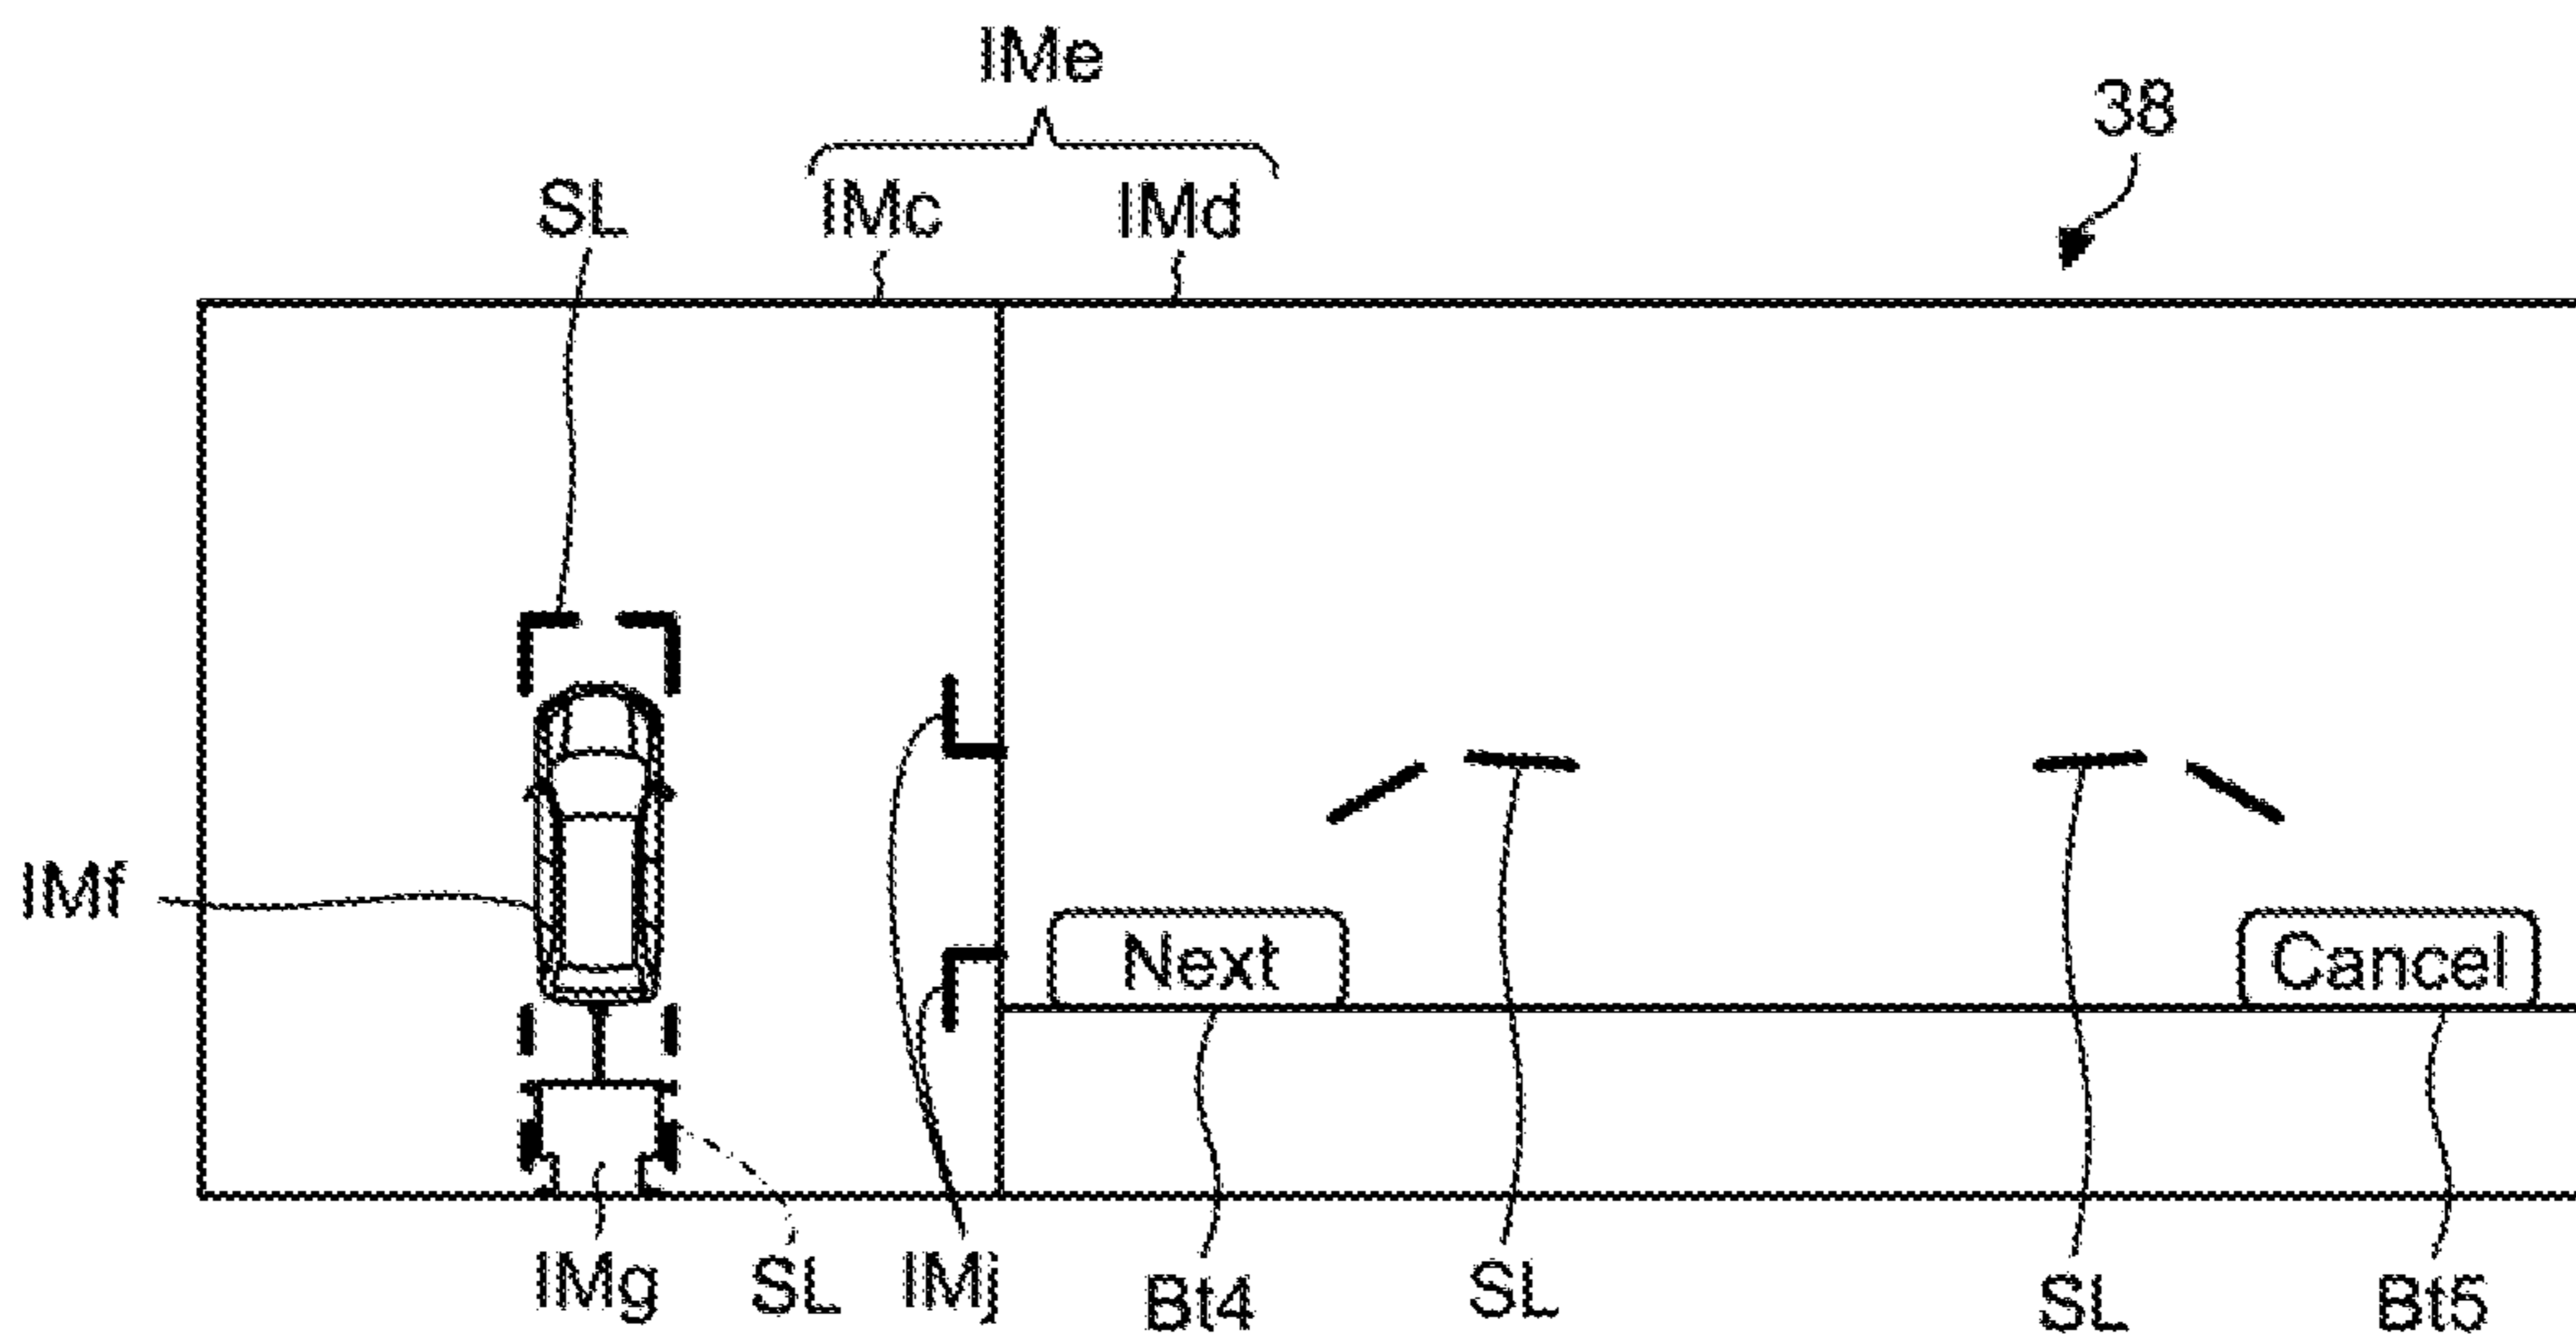 IMe
38
SL IMc IMd
IMf
Next Cancel
IMg SL IMj Bt4 SL SL Bt5